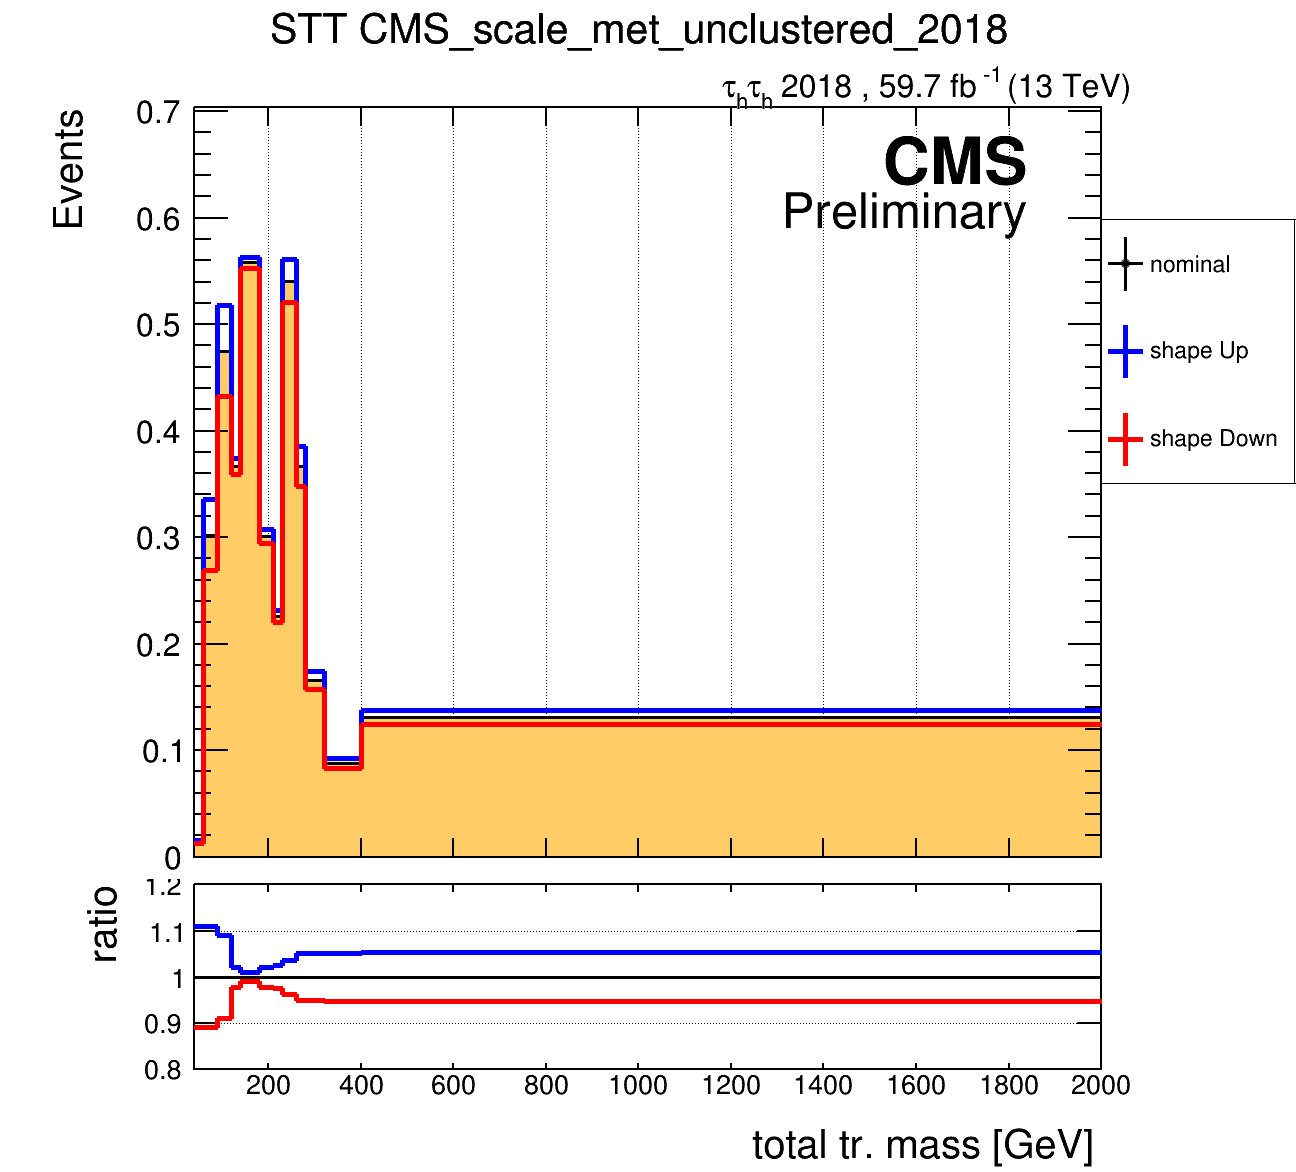 STT CMS_scale_met_unclustered_2018
τhτh 2018 , 59.7 fb-1 (13 TeV)
Events
0.7
0.6
0.5
0.4
0.3
0.2
0.1
0
CMS
Preliminary
nominal
shape Up
shape Down
ratio
1.2
1.1
1
0.9
0.8
200 400 600 800 1000 1200 1400 1600 1800 2000
total tr. mass [GeV]